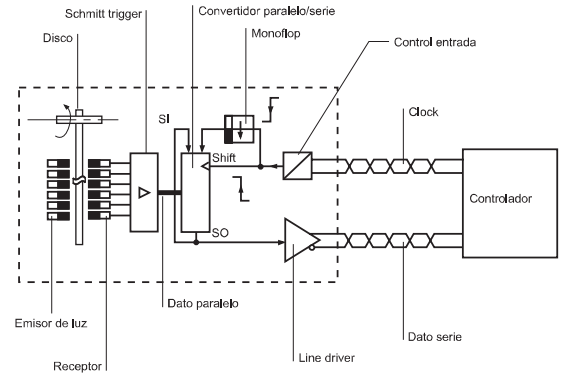 Schmitt trigger
Convertidor paralelo/serie
Disco
Monoflop
Control entrada
SI
Clock
Shift
Controlador
SO
Dato paralelo
Emisor de luz
Dato serie
Line driver
Receptor